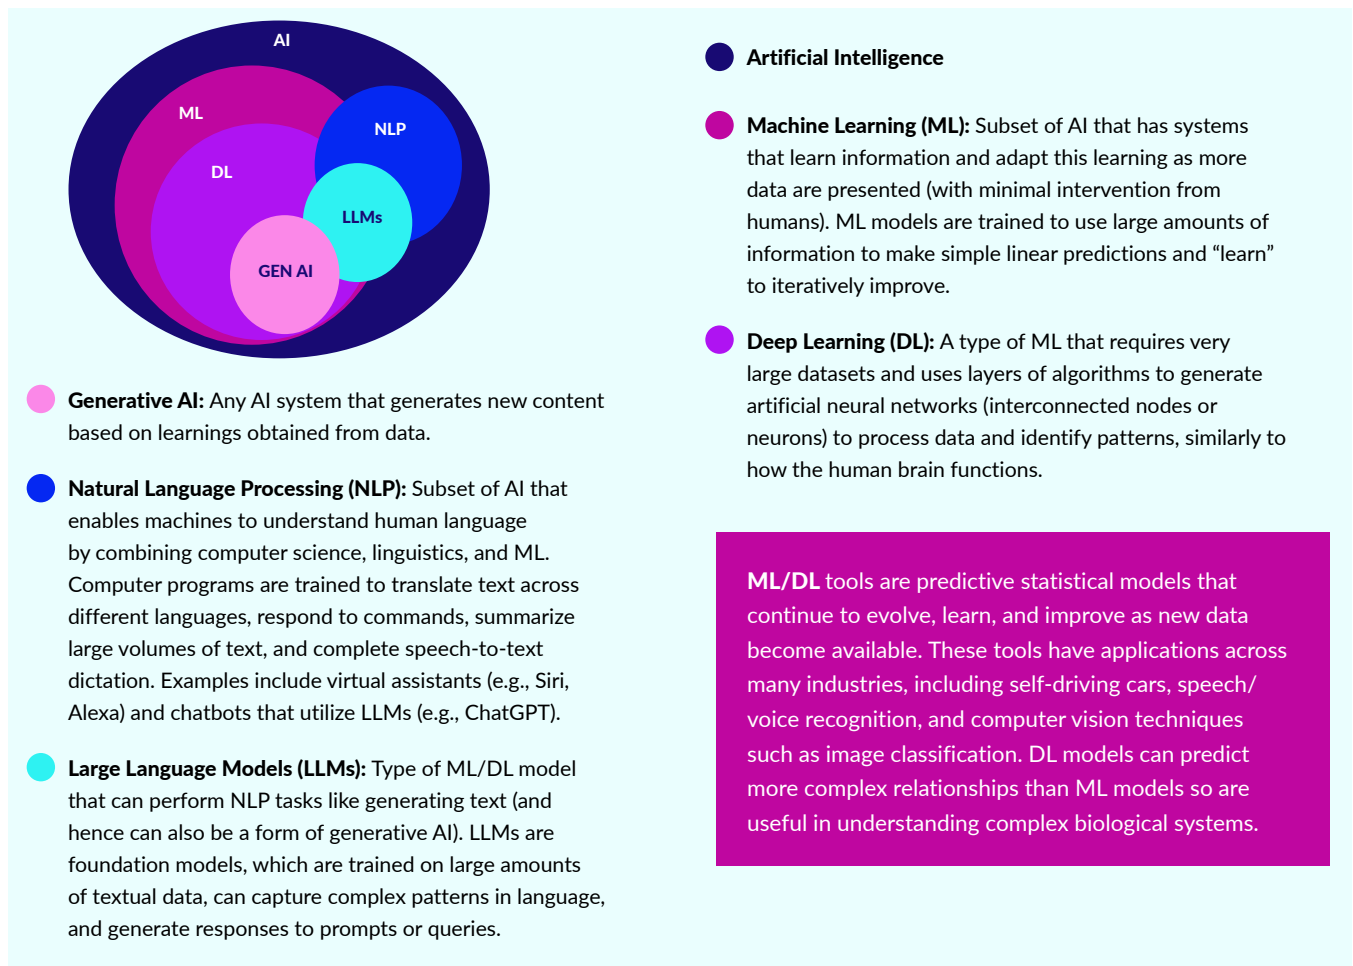 AI
ML
NLP
DL
LLMs
GEN AI
Generative AI: Any AI system that generates new content
based on learnings obtained from data.
Natural Language Processing (NLP): Subset of AI that
enables machines to understand human language
by combining computer science, linguistics, and ML.
Computer programs are trained to translate text across
different languages, respond to commands, summarize
large volumes of text, and complete speech-to-text
dictation. Examples include virtual assistants (e.g., Siri,
Alexa) and chatbots that utilize LLMs (e.g., ChatGPT).
Large Language Models (LLMs): Type of ML/DL model
that can perform NLP tasks like generating text (and
hence can also be a form of generative AI). LLMs are
foundation models, which are trained on large amounts
of textual data, can capture complex patterns in language,
and generate responses to prompts or queries.
Artificial Intelligence
Machine Learning (ML): Subset of AI that has systems
that learn information and adapt this learning as more
data are presented (with minimal intervention from
humans). ML models are trained to use large amounts of
information to make simple linear predictions and “learn”
to iteratively improve.
Deep Learning (DL): A type of ML that requires very
large datasets and uses layers of algorithms to generate
artificial neural networks (interconnected nodes or
neurons) to process data and identify patterns, similarly to
how the human brain functions.
ML/DL tools are predictive statistical models that
continue to evolve, learn, and improve as new data
become available. These tools have applications across
many industries, including self-driving cars, speech/
voice recognition, and computer vision techniques
such as image classification. DL models can predict
more complex relationships than ML models so are
useful in understanding complex biological systems.